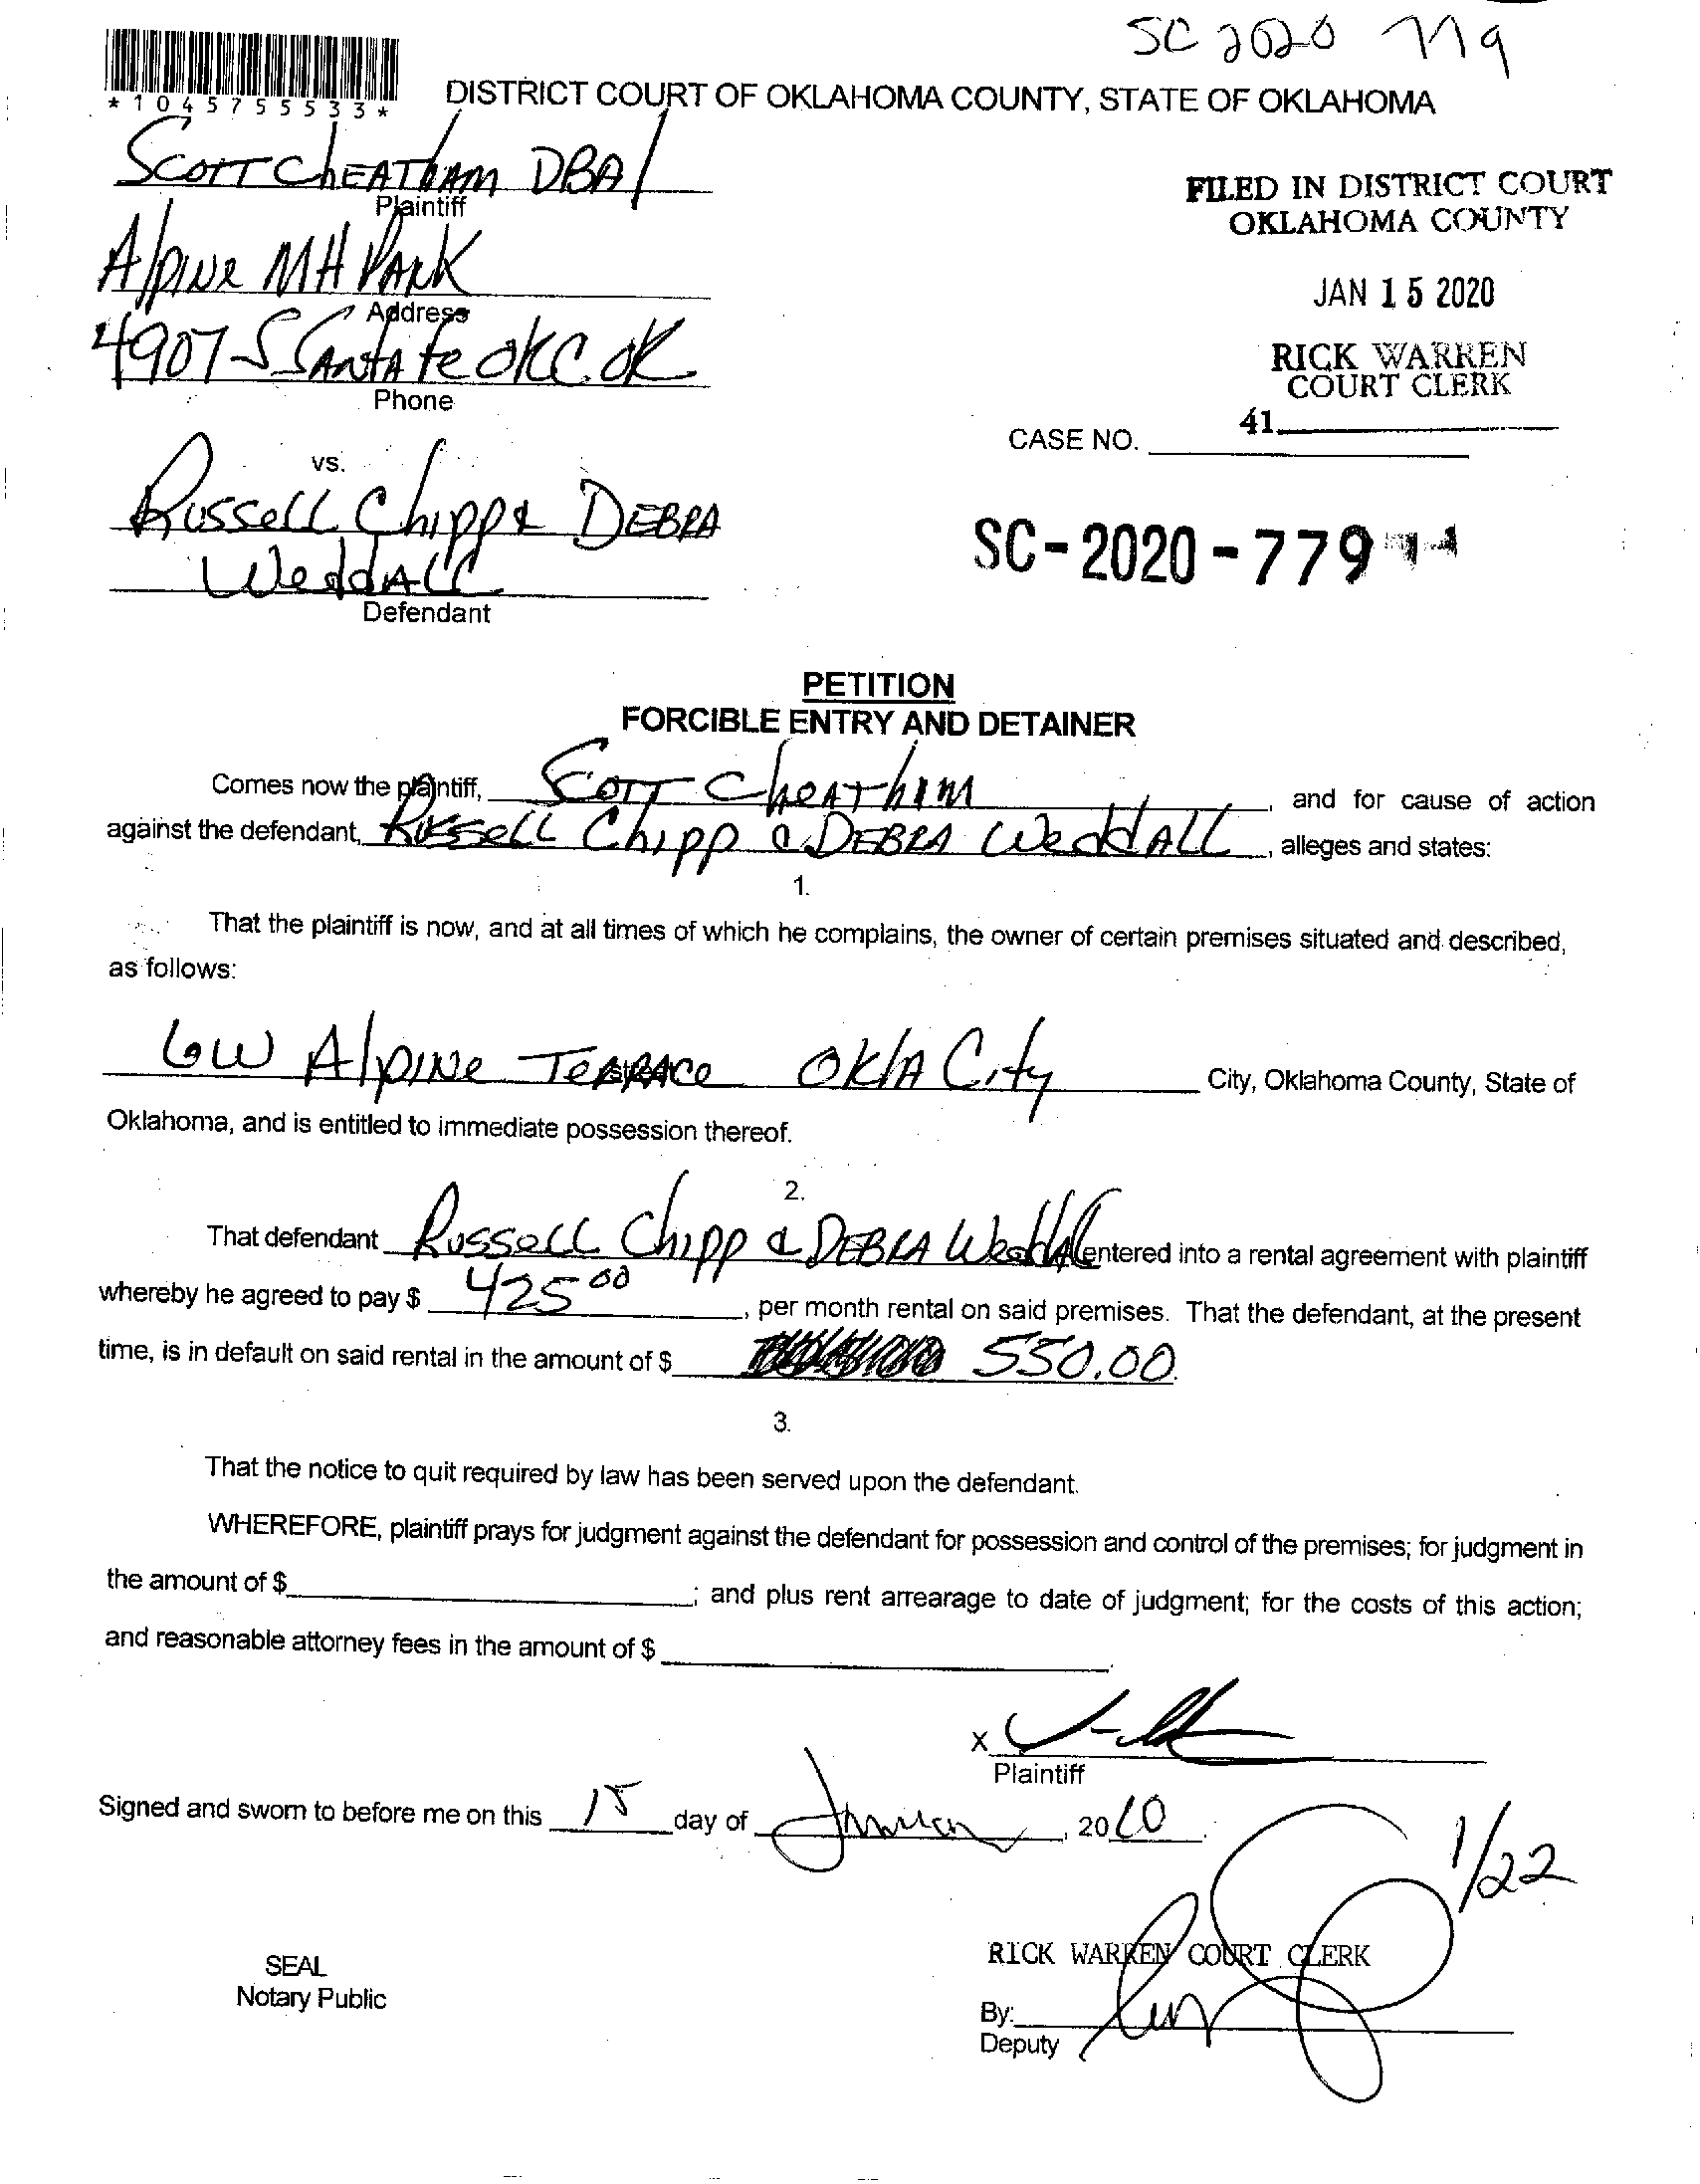 SC 2020 779
*1045755533*
DISTRICT COURT OF OKLAHOMA COUNTY, STATE OF OKLAHOMA
SCOTT CHEATHAM DBA/
Plaintiff
FILED IN DISTRICT COURT
OKLAHOMA COUNTY
Alpine MH PARK
Address
JAN 15 2020
4907 S SANTA Fe OKC. OK
Phone
RICK WARREN
COURT CLERK
41
CASE NO.
vs.
Russell Chipp & DEBRA
WeddALL
Defendant
SC-2020-779
PETITION
FORCIBLE ENTRY AND DETAINER
Comes now the plaintiff, Scott Cheatham, and for cause of action
against the defendant, Russell Chipp & DEBRA WeddALL, alleges and states:
1.
That the plaintiff is now, and at all times of which he complains, the owner of certain premises situated and described,
as follows:
6W Alpine Terrace OklA City City, Oklahoma County, State of
Oklahoma, and is entitled to immediate possession thereof.
2.
That defendant Russell Chipp & DEBRA Weddall entered into a rental agreement with plaintiff
whereby he agreed to pay $ 425 00, per month rental on said premises. That the defendant, at the present
time, is in default on said rental in the amount of $ 550.00.
3.
That the notice to quit required by law has been served upon the defendant.
WHEREFORE, plaintiff prays for judgment against the defendant for possession and control of the premises; for judgment in
the amount of $; and plus rent arrearage to date of judgment; for the costs of this action;
and reasonable attorney fees in the amount of $.
X
Plaintiff
Signed and sworn to before me on this 15 day of January, 2020.
1/22
RICK WARREN COURT CLERK
SEAL
Notary Public
By:
Deputy